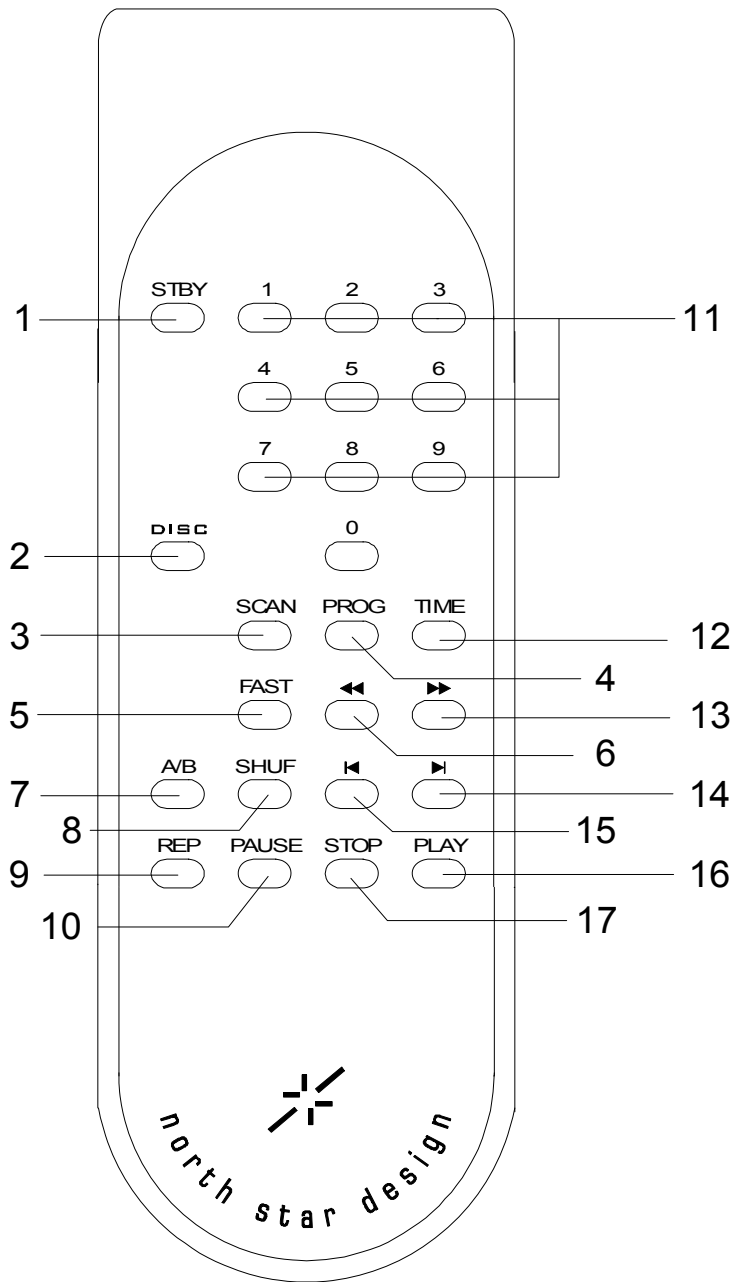 STBY 1 2 3
1 11
4 5 6
7 8 9
DISC 0
2
SCAN PROG TIME
3 12
4
FAST ◀◀ ▶▶
5 13
6
A/B SHUF |◀ ▶|
7 14
8 15
REP PAUSE STOP PLAY
9 16
10 17
north star design